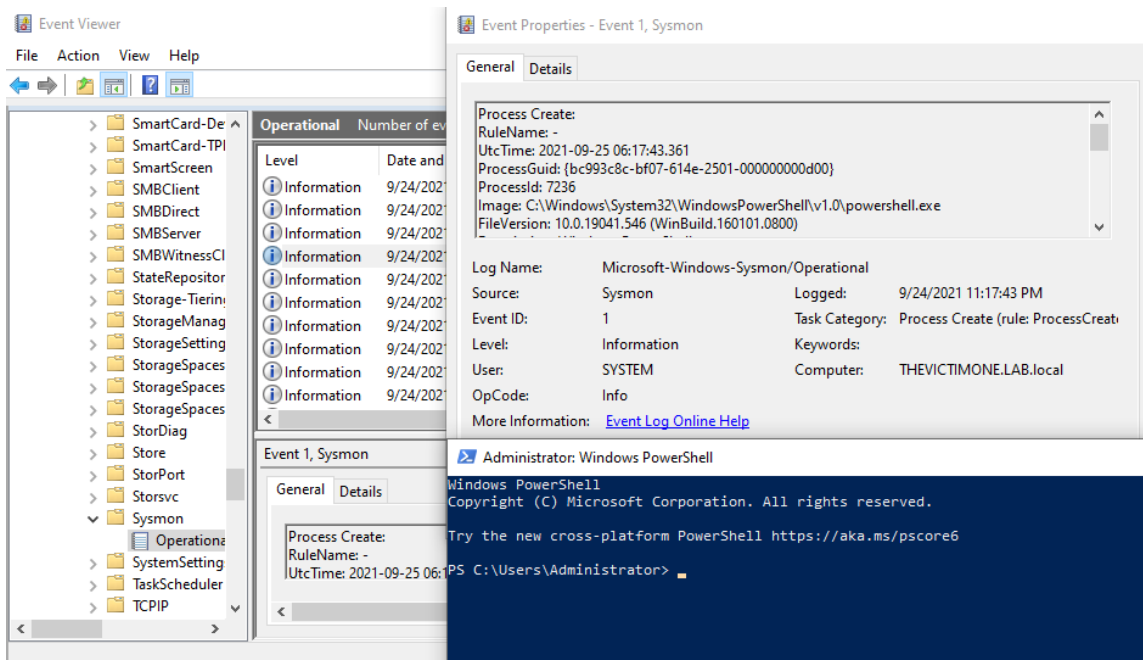 Event Viewer
File Action View Help
SmartCard-De
SmartCard-TPI
SmartScreen
SMBClient
SMBDirect
SMBServer
SMBWitnessCl
StateRepositor
Storage-Tiering
StorageManag
StorageSetting
StorageSpaces
StorageSpaces
StorageSpaces
StorDiag
Store
StorPort
Storsvc
Sysmon
Operationa
SystemSetting
TaskScheduler
TCPIP
Operational Number of ev
Level Date and
Information 9/24/2021
Information 9/24/2021
Information 9/24/2021
Information 9/24/2021
Information 9/24/2021
Information 9/24/2021
Information 9/24/2021
Information 9/24/2021
Information 9/24/2021
Information 9/24/2021
Event 1, Sysmon
General Details
Process Create:
RuleName: -
UtcTime: 2021-09-25 06:1
Event Properties - Event 1, Sysmon
General Details
Process Create:
RuleName: -
UtcTime: 2021-09-25 06:17:43.361
ProcessGuid: {bc993c8c-bf07-614e-2501-000000000d00}
ProcessId: 7236
Image: C:\Windows\System32\WindowsPowerShell\v1.0\powershell.exe
FileVersion: 10.0.19041.546 (WinBuild.160101.0800)
Log Name: Microsoft-Windows-Sysmon/Operational
Source: Sysmon Logged: 9/24/2021 11:17:43 PM
Event ID: 1 Task Category: Process Create (rule: ProcessCreate
Level: Information Keywords:
User: SYSTEM Computer: THEVICTIMONE.LAB.local
OpCode: Info
More Information: Event Log Online Help
Administrator: Windows PowerShell
Windows PowerShell
Copyright (C) Microsoft Corporation. All rights reserved.
Try the new cross-platform PowerShell https://aka.ms/pscore6
PS C:\Users\Administrator>